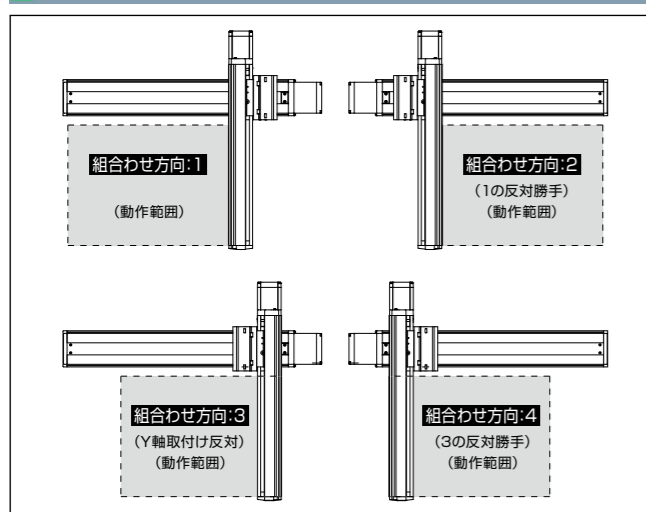 組合わせ方向:1
（動作範囲）
組合わせ方向:2
（1の反対勝手）
（動作範囲）
組合わせ方向:3
（Y軸取付け反対）
（動作範囲）
組合わせ方向:4
（3の反対勝手）
（動作範囲）